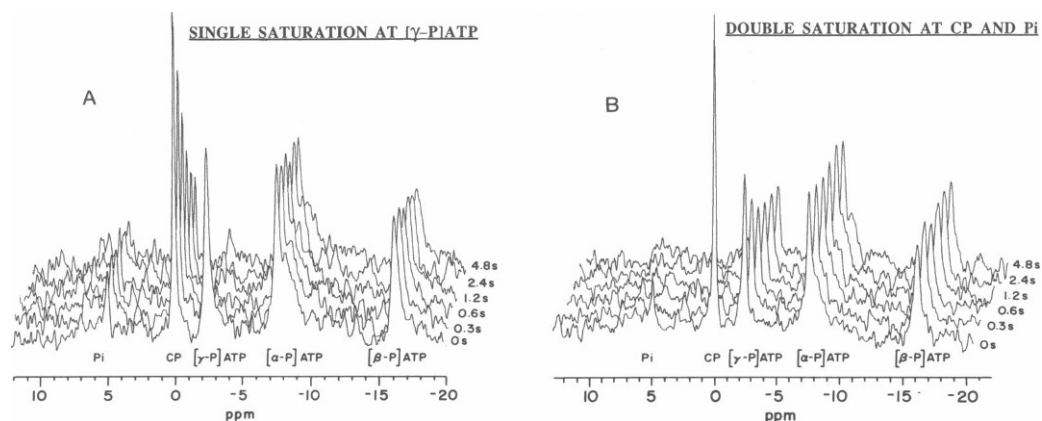 SINGLE SATURATION AT [γ-P]ATP
A
4.8s
2.4s
1.2s
0.6s
0.3s
0s
Pi CP [γ-P]ATP [α-P] ATP [β-P] ATP
10 5 0 -5 -10 -15 -20
ppm
DOUBLE SATURATION AT CP AND Pi
B
4.8s
2.4s
1.2s
0.6s
0.3s
0s
Pi CP [γ-P]ATP [α-P]ATP [β-P] ATP
10 5 0 -5 -10 -15 -20
ppm